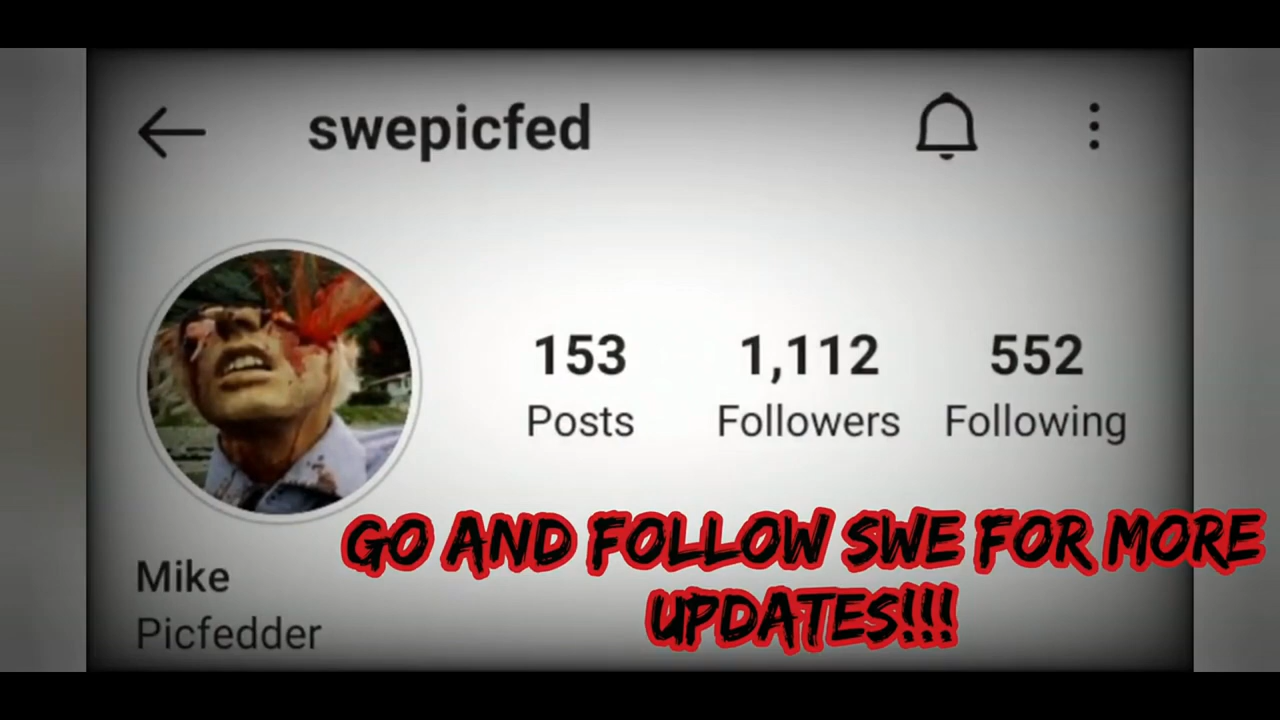 swepicfed
153 1,112 552
Posts Followers Following
GO AND FOLLOW SWE FOR MORE
UPDATES!!!
Mike
Picfedder